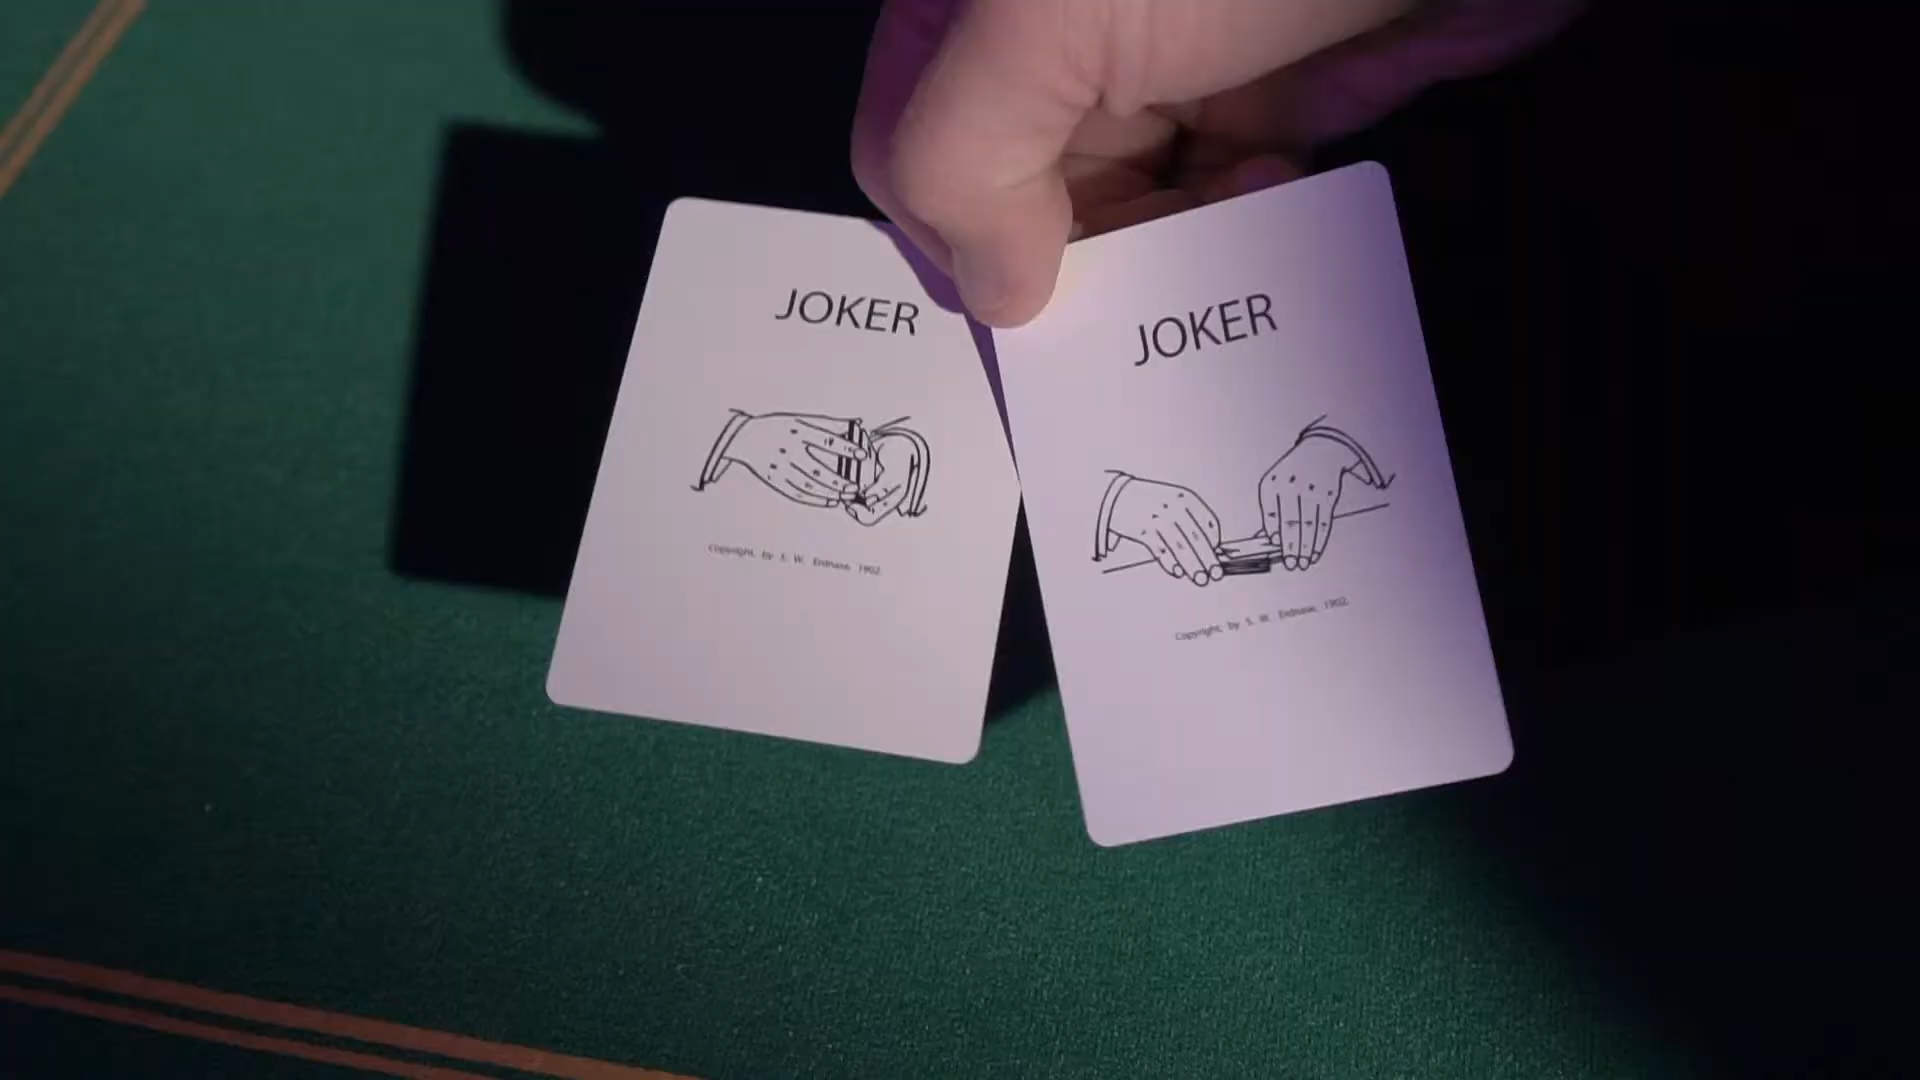 JOKER
Copyright, by S. W. Erdnase, 1902.
JOKER
Copyright, by S. W. Erdnase, 1902.